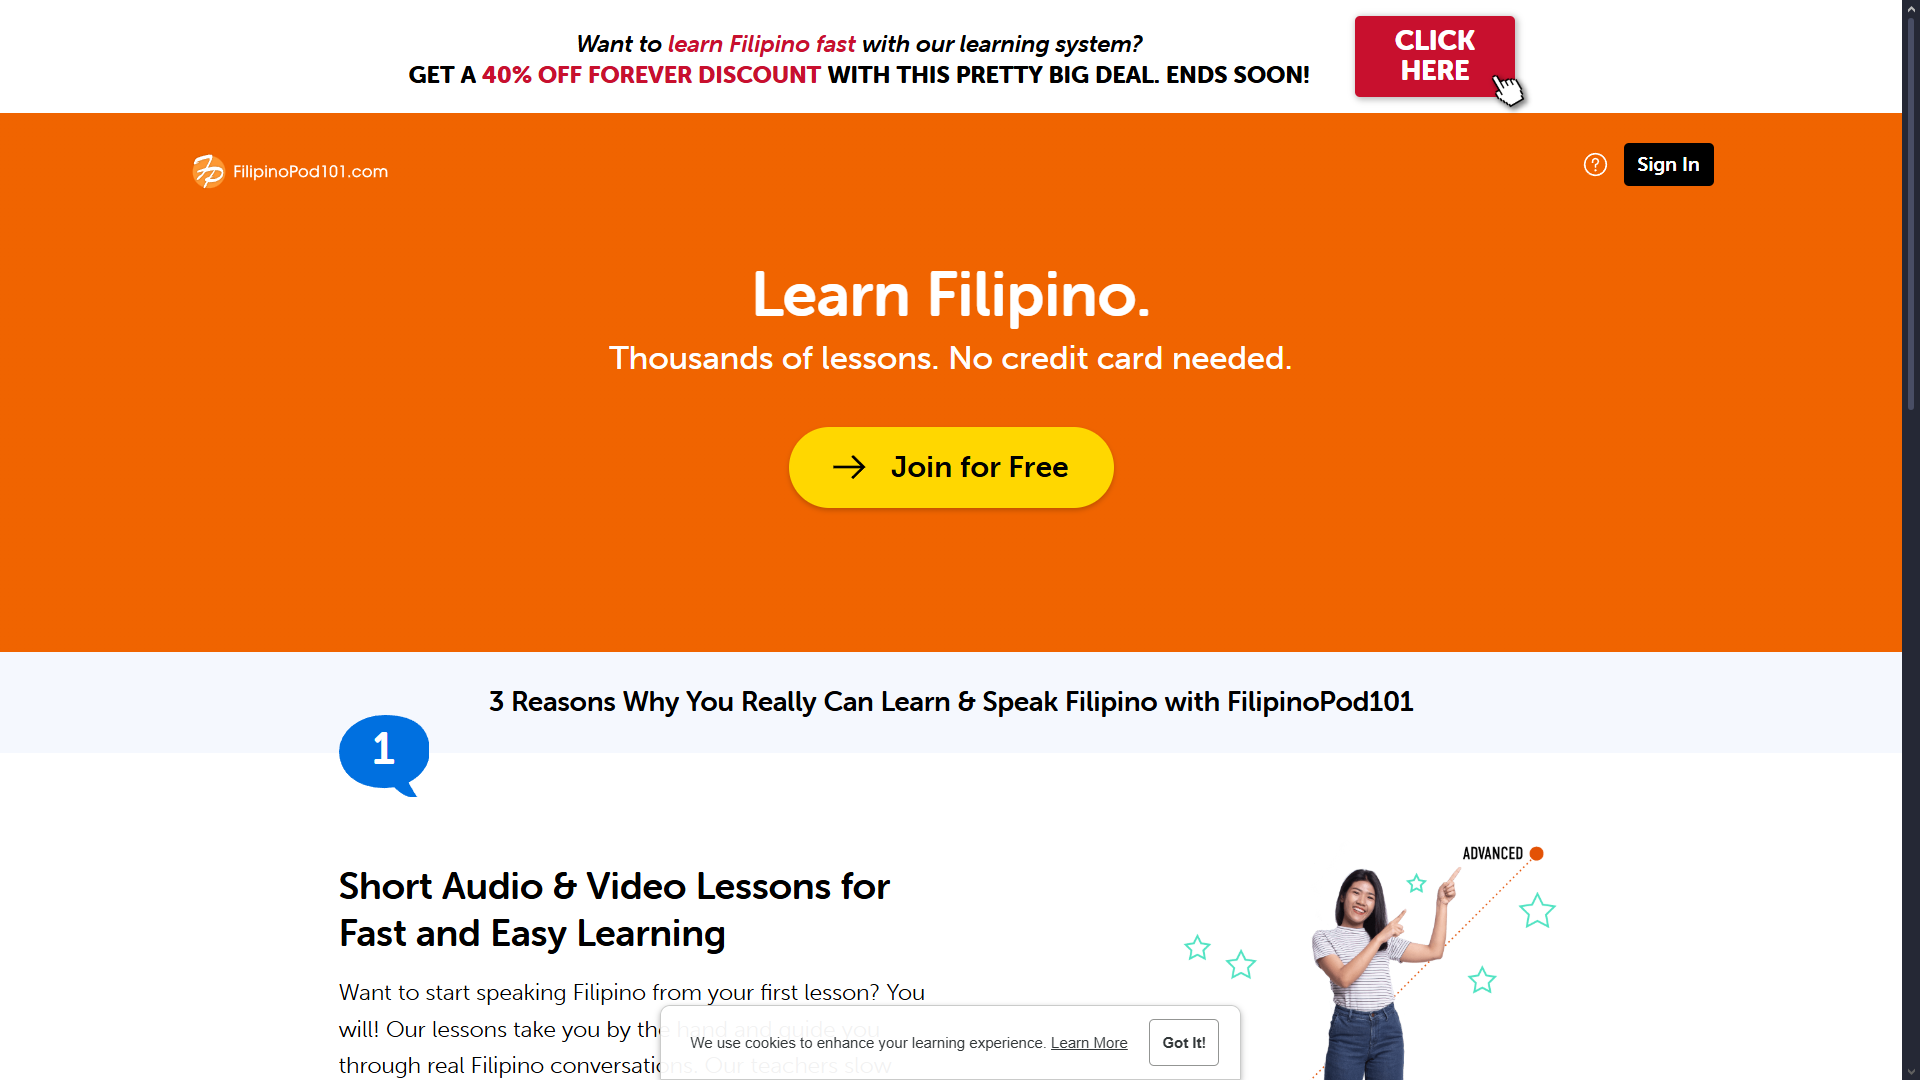 Want to learn Filipino fast with our learning system?
GET A 40% OFF FOREVER DISCOUNT WITH THIS PRETTY BIG DEAL. ENDS SOON!
CLICK
HERE
FilipinoPod101.com
?
Sign In
Learn Filipino.
Thousands of lessons. No credit card needed.
Join for Free
3 Reasons Why You Really Can Learn & Speak Filipino with FilipinoPod101
1
Short Audio & Video Lessons for
Fast and Easy Learning
Want to start speaking Filipino from your first lesson? You
will! Our lessons take you by the hand and guide you
through real Filipino conversations. Our teachers slow
ADVANCED
We use cookies to enhance your learning experience. Learn More
Got It!